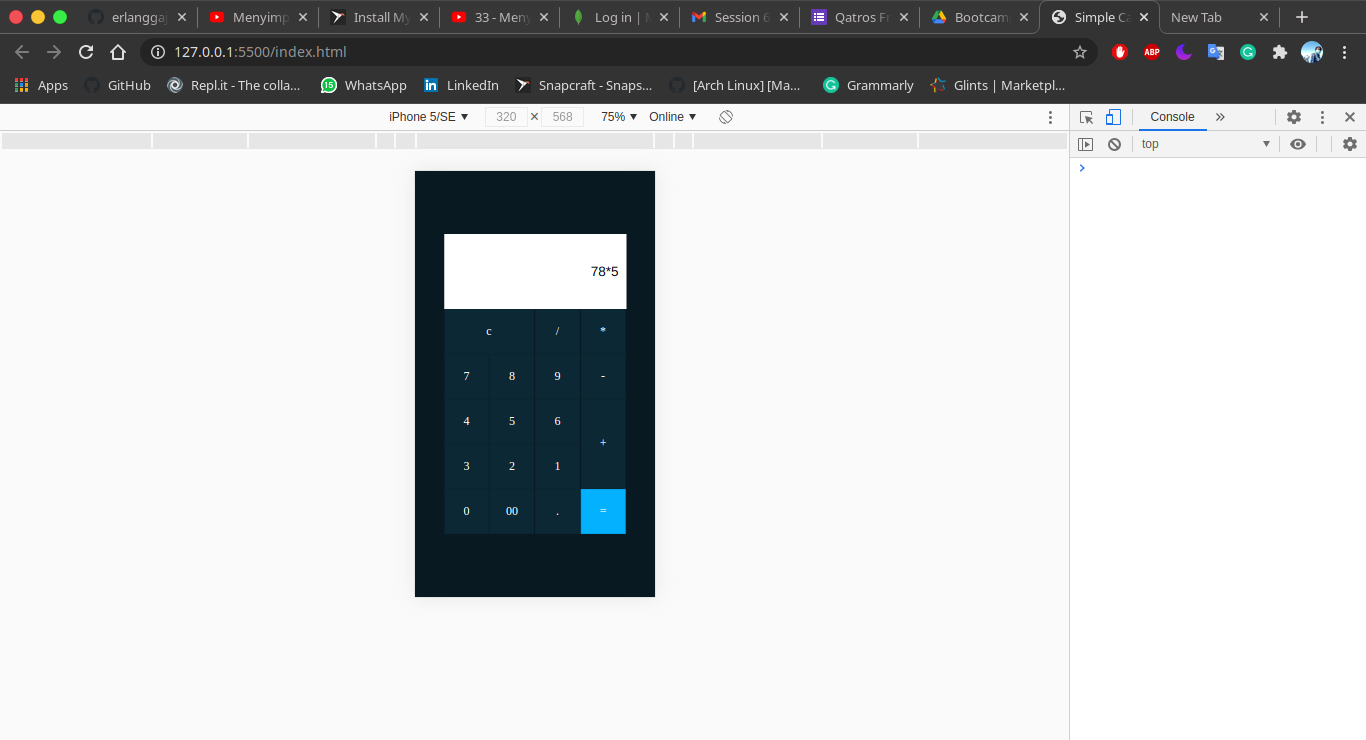 erlangga Menyimp Install My 33 - Meny Log in | Session 6 Qatros Fr Bootcam Simple Ca New Tab
127.0.0.1:5500/index.html ABP
Apps GitHub Repl.it - The colla... 15 WhatsApp LinkedIn Snapcraft - Snaps... [Arch Linux] [Ma... Grammarly Glints | Marketpl...
iPhone 5/SE ▼ 320 × 568 75% ▼ Online ▼ Console »
top ▼
78*5
c / *
7 8 9 -
4 5 6
+
3 2 1
0 00 . =